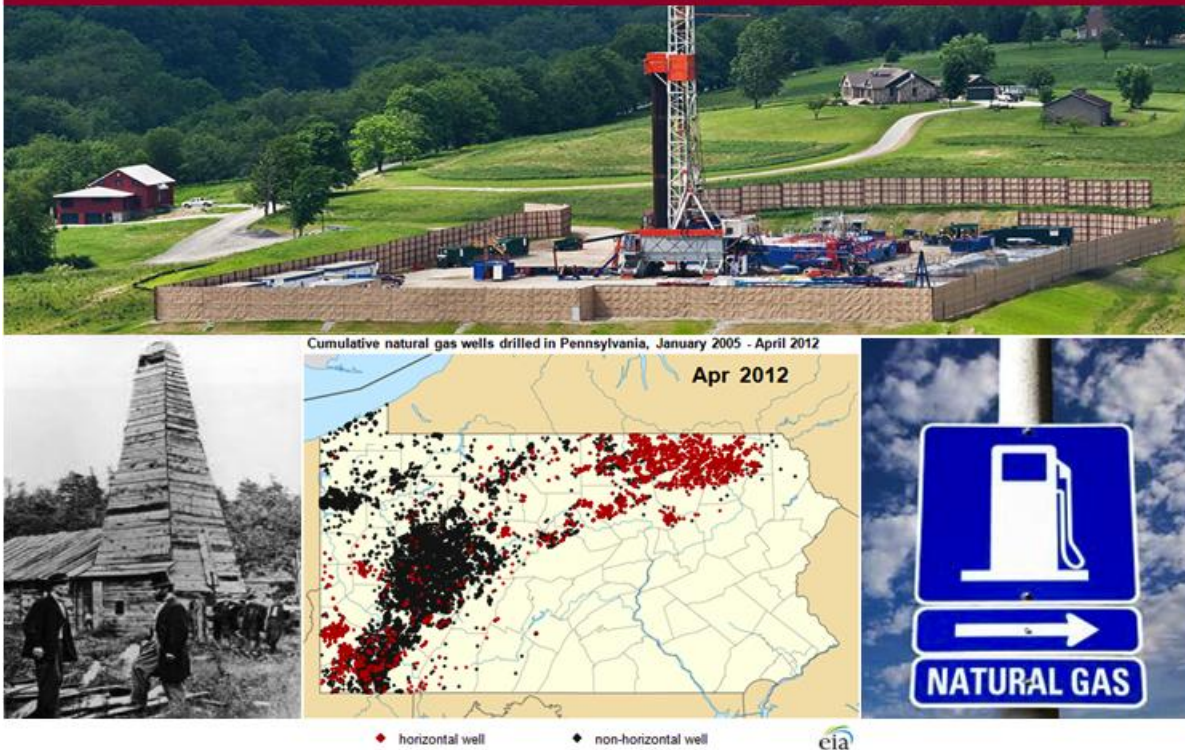 Cumulative natural gas wells drilled in Pennsylvania, January 2005 - April 2012
Apr 2012
NATURAL GAS
horizontal well
non-horizontal well
eia